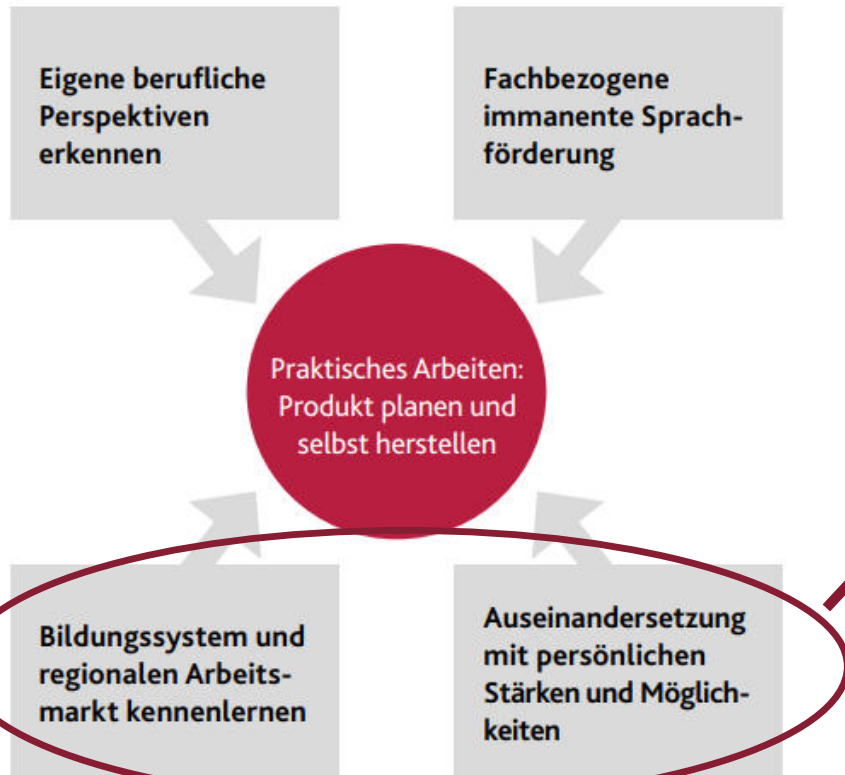 Eigene berufliche
Perspektiven
erkennen
Fachbezogene
immanente Sprach-
förderung
Praktisches Arbeiten:
Produkt planen und
selbst herstellen
Bildungssystem und
regionalen Arbeits-
markt kennenlernen
Auseinandersetzung
mit persönlichen
Stärken und Möglich-
keiten